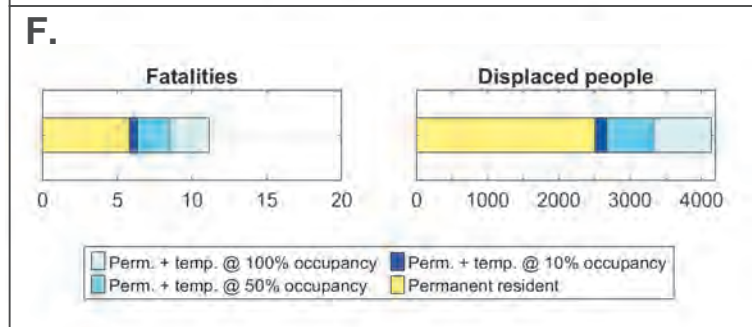 F.
Fatalities
0 5 10 15 20
Displaced people
0 1000 2000 3000 4000
Perm. + temp. @ 100% occupancy
Perm. + temp. @ 10% occupancy
Perm. + temp. @ 50% occupancy
Permanent resident